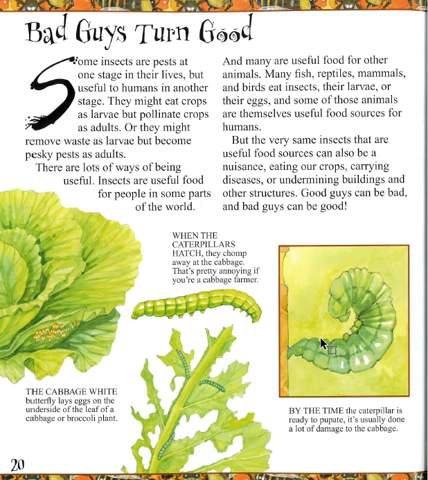 Bad Guys Turn Good
Some insects are pests at
one stage in their lives, but
useful to humans in another
stage. They might eat crops
as larvae but pollinate crops
as adults. Or they might
remove waste as larvae but become
pesky pests as adults.
There are lots of ways of being
useful. Insects are useful food
for people in some parts
of the world.
And many are useful food for other
animals. Many fish, reptiles, mammals,
and birds eat insects, their larvae, or
their eggs, and some of those animals
are themselves useful food sources for
humans.
But the very same insects that are
useful food sources can also be a
nuisance, eating our crops, carrying
diseases, or undermining buildings and
other structures. Good guys can be bad,
and bad guys can be good!
WHEN THE
CATERPILLARS
HATCH, they chomp
away at the cabbage.
That's pretty annoying if
you're a cabbage farmer.
THE CABBAGE WHITE
butterfly lays eggs on the
underside of the leaf of a
cabbage or broccoli plant.
BY THE TIME the caterpillar is
ready to pupate, it's usually done
a lot of damage to the cabbage.
20